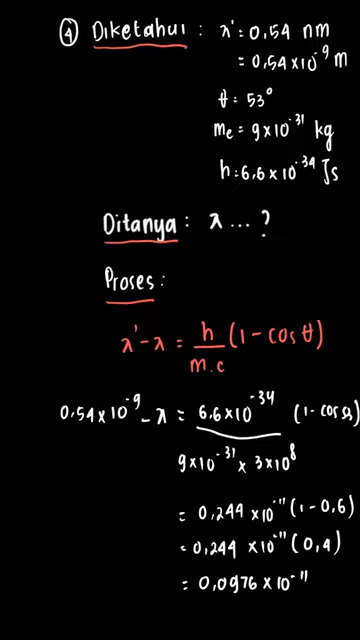 ④ Diketahui : λ' = 0,54 nm
= 0,54 × 10⁻⁹ m
θ = 53°
me = 9 × 10⁻³¹ kg
h = 6,6 × 10⁻³⁴ Js
Ditanya : λ ... ?
Proses :
λ' - λ = h/m.c (1 - cos θ)
0,54 × 10⁻⁹ - λ = 6,6 × 10⁻³⁴ (1 - cos
9 × 10⁻³¹ × 3 × 10⁸
= 0,244 × 10⁻¹¹ (1 - 0,6)
= 0,244 × 10⁻¹¹ (0,4)
= 0,0976 × 10⁻¹¹